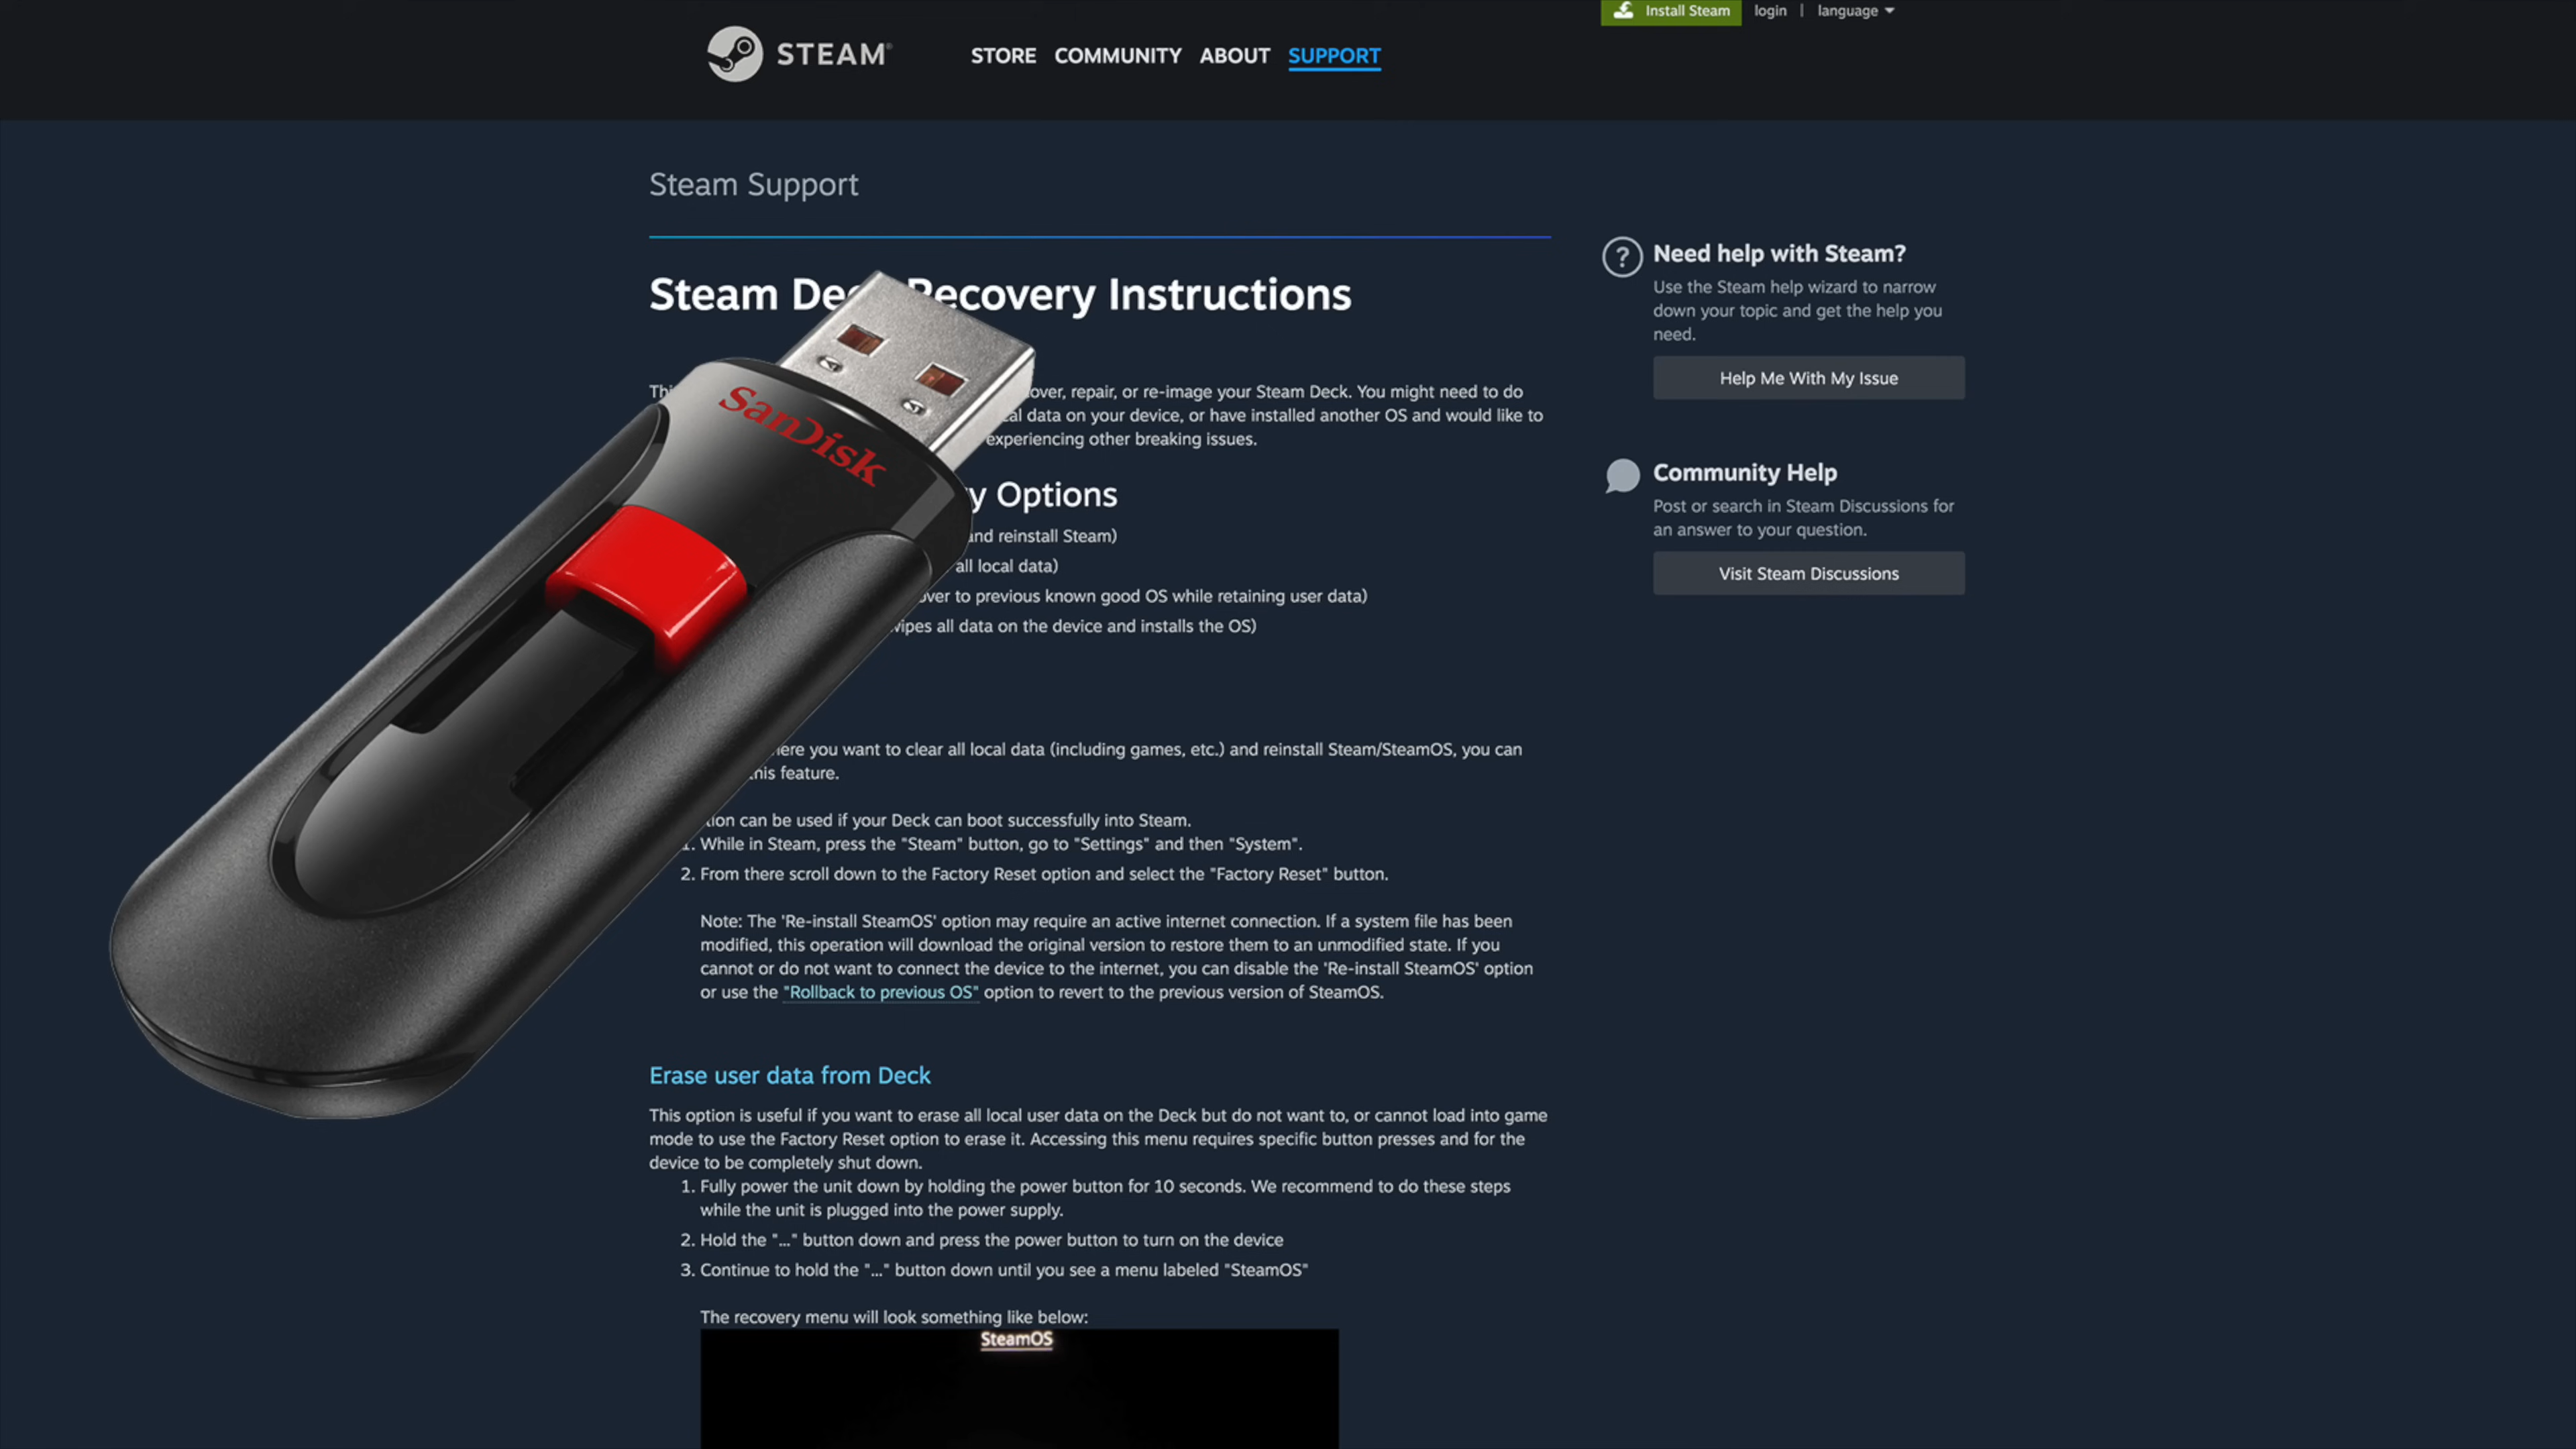 Install Steam login | language
STEAM®
STORE COMMUNITY ABOUT SUPPORT
Steam Support
Steam Recovery Instructions
over, repair, or re-image your Steam Deck. You might need to do
data on your device, or have installed another OS and would like to
experiencing other breaking issues.
SanDisk
Options
and reinstall Steam)
all local data)
to previous known good OS while retaining user data)
all data on the device and installs the OS)
you want to clear all local data (including games, etc.) and reinstall Steam/SteamOS, you can
this feature.
can be used if your Deck can boot successfully into Steam.
1. While in Steam, press the "Steam" button, go to "Settings" and then "System".
2. From there scroll down to the Factory Reset option and select the "Factory Reset" button.
Note: The 'Re-install SteamOS' option may require an active internet connection. If a system file has been
modified, this operation will download the original version to restore them to an unmodified state. If you
cannot or do not want to connect the device to the internet, you can disable the 'Re-install SteamOS' option
or use the "Rollback to previous OS" option to revert to the previous version of SteamOS.
Erase user data from Deck
This option is useful if you want to erase all local user data on the Deck but do not want to, or cannot load into game
mode to use the Factory Reset option to erase it. Accessing this menu requires specific button presses and for the
device to be completely shut down.
1. Fully power the unit down by holding the power button for 10 seconds. We recommend to do these steps
while the unit is plugged into the power supply.
2. Hold the "..." button down and press the power button to turn on the device
3. Continue to hold the "..." button down until you see a menu labeled "SteamOS"
The recovery menu will look something like below:
SteamOS
Need help with Steam?
Use the Steam help wizard to narrow
down your topic and get the help you
need.
Help Me With My Issue
Community Help
Post or search in Steam Discussions for
an answer to your question.
Visit Steam Discussions